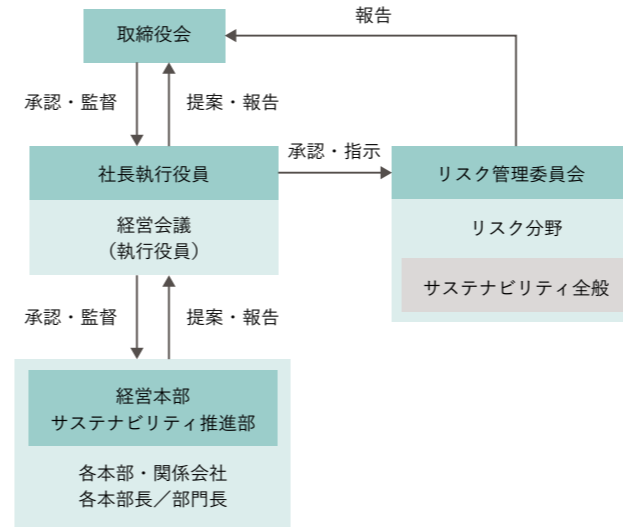 取締役会
報告
承認・監督
提案・報告
社長執行役員
承認・指示
リスク管理委員会
経営会議
（執行役員）
リスク分野
サステナビリティ全般
承認・監督
提案・報告
経営本部
サステナビリティ推進部
各本部・関係会社
各本部長／部門長